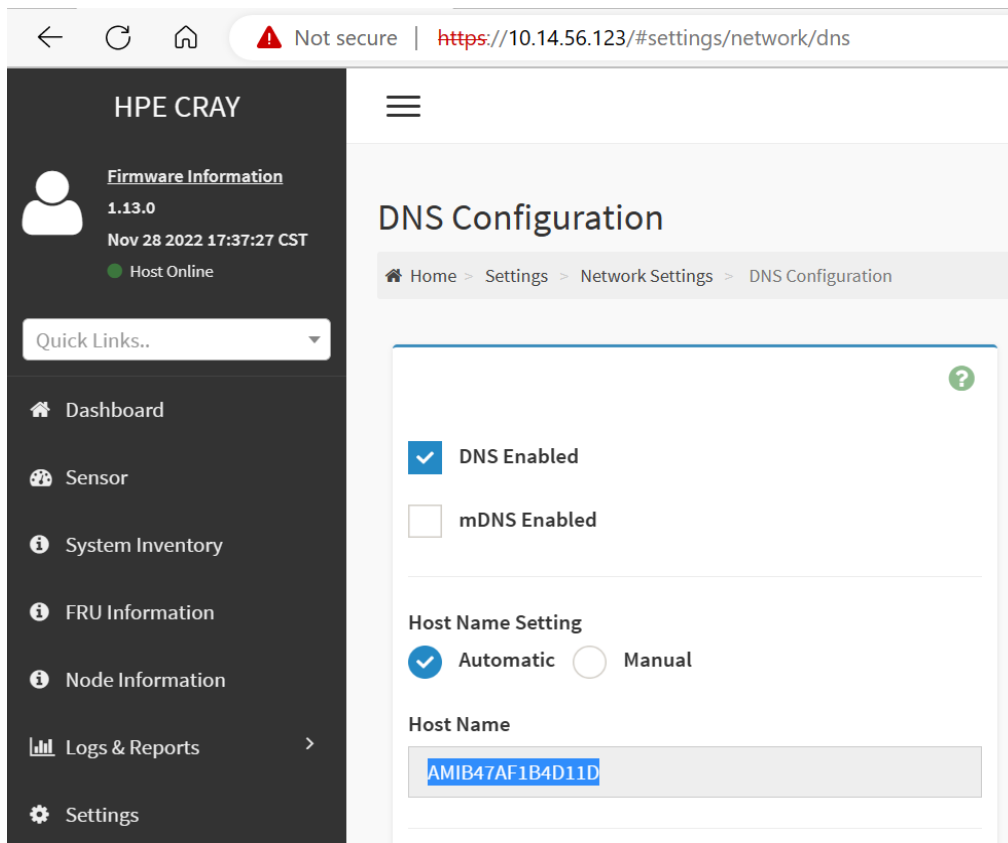 Not secure | https://10.14.56.123/#settings/network/dns
HPE CRAY
Firmware Information
1.13.0
Nov 28 2022 17:37:27 CST
Host Online
Quick Links..
Dashboard
Sensor
System Inventory
FRU Information
Node Information
Logs & Reports >
Settings
DNS Configuration
Home > Settings > Network Settings > DNS Configuration
?
DNS Enabled
mDNS Enabled
Host Name Setting
Automatic Manual
Host Name
AMIB47AF1B4D11D